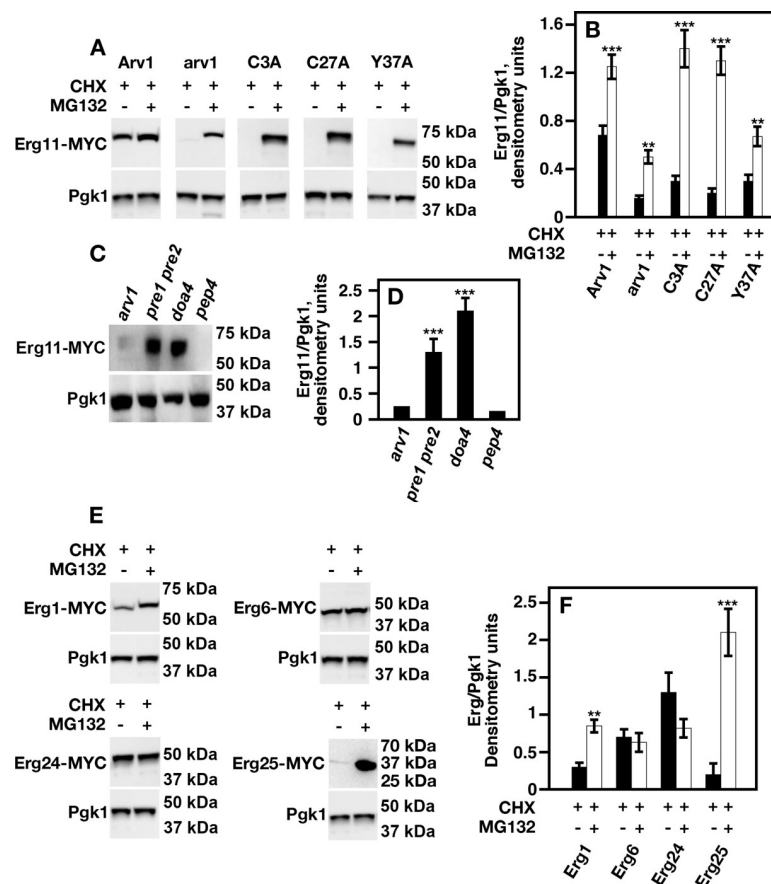 A
Arv1 arv1 C3A C27A Y37A
CHX + + + + + + + + + +
MG132 - + - + - + - + - +
Erg11-MYC
75 kDa
50 kDa
Pgk1
50 kDa
37 kDa
B
Erg11/Pgk1,
densitometry units
1.6
1.2
0.8
0.4
0
*** ** *** *** **
CHX ++ ++ ++ ++ ++
MG132 -+ -+ -+ -+ -+
Arv1 arv1 C3A C27A Y37A
C
arv1 pre1 pre2 doa4 pep4
Erg11-MYC
75 kDa
50 kDa
Pgk1
50 kDa
37 kDa
D
Erg11/Pgk1,
densitometry units
2.5
2
1.5
1
0.5
0
*** ***
arv1 pre1 pre2 doa4 pep4
E
CHX + +
MG132 - +
Erg1-MYC
75 kDa
50 kDa
Pgk1
50 kDa
37 kDa
CHX + +
MG132 - +
Erg6-MYC
50 kDa
37 kDa
Pgk1
50 kDa
37 kDa
CHX + +
MG132 - +
Erg24-MYC
50 kDa
37 kDa
Pgk1
50 kDa
37 kDa
CHX + +
MG132 - +
Erg25-MYC
70 kDa
37 kDa
25 kDa
Pgk1
50 kDa
37 kDa
F
Erg/Pgk1
Densitometry units
2.5
2
1.5
1
0.5
0
** ***
CHX + + + + + + + +
MG132 - + - + - + - +
Erg1 Erg6 Erg24 Erg25